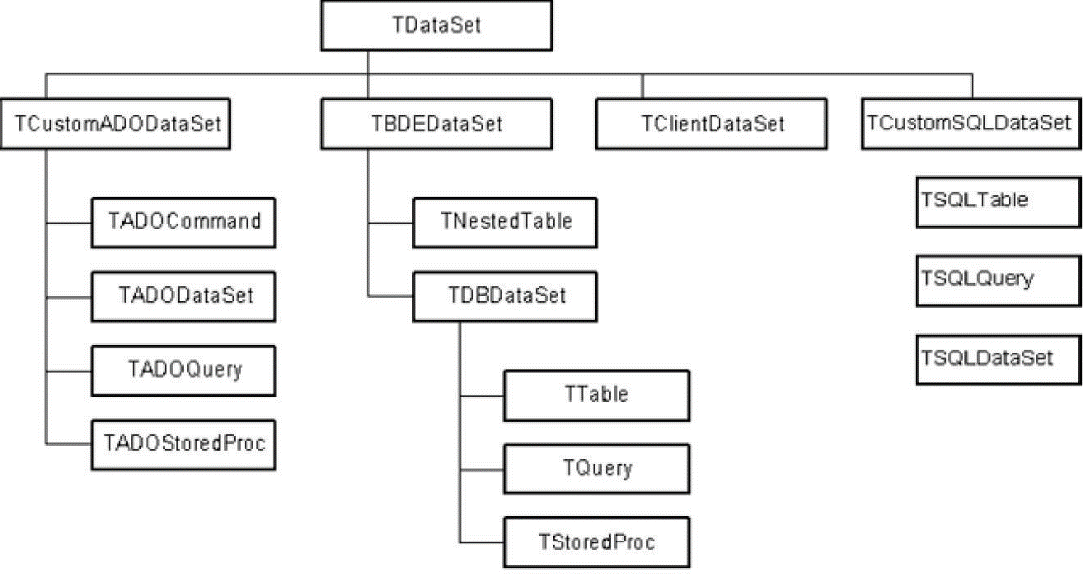 TDataSet
TCustomADODataSet
TBDEDataSet
TClientDataSet
TCustomSQLDataSet
TADOCommand
TADODataSet
TADOQuery
TADOStoredProc
TNestedTable
TDBDataSet
TTable
TQuery
TStoredProc
TSQLTable
TSQLQuery
TSQLDataSet